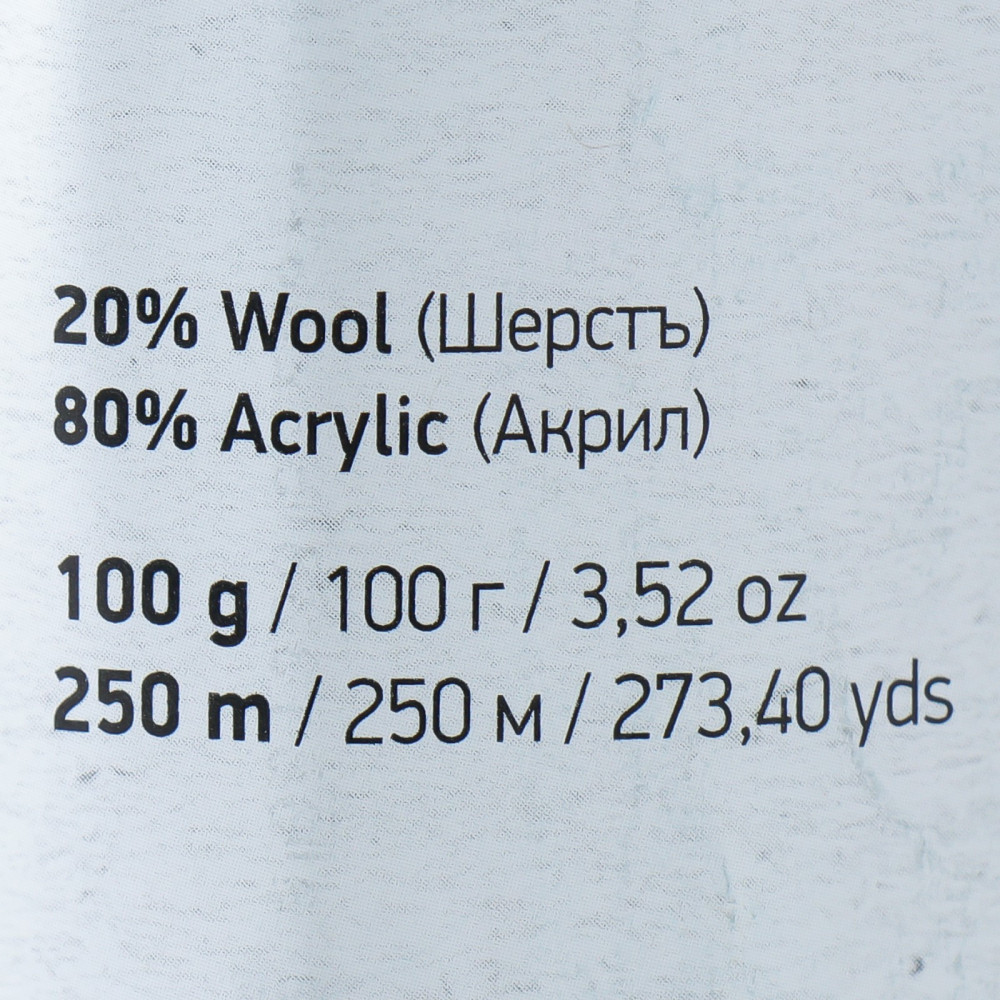 20% Wool (Шерстъ)
80% Acrylic (Акрил)
100 g / 100 г / 3,52 oz
250 m / 250 м / 273,40 yds